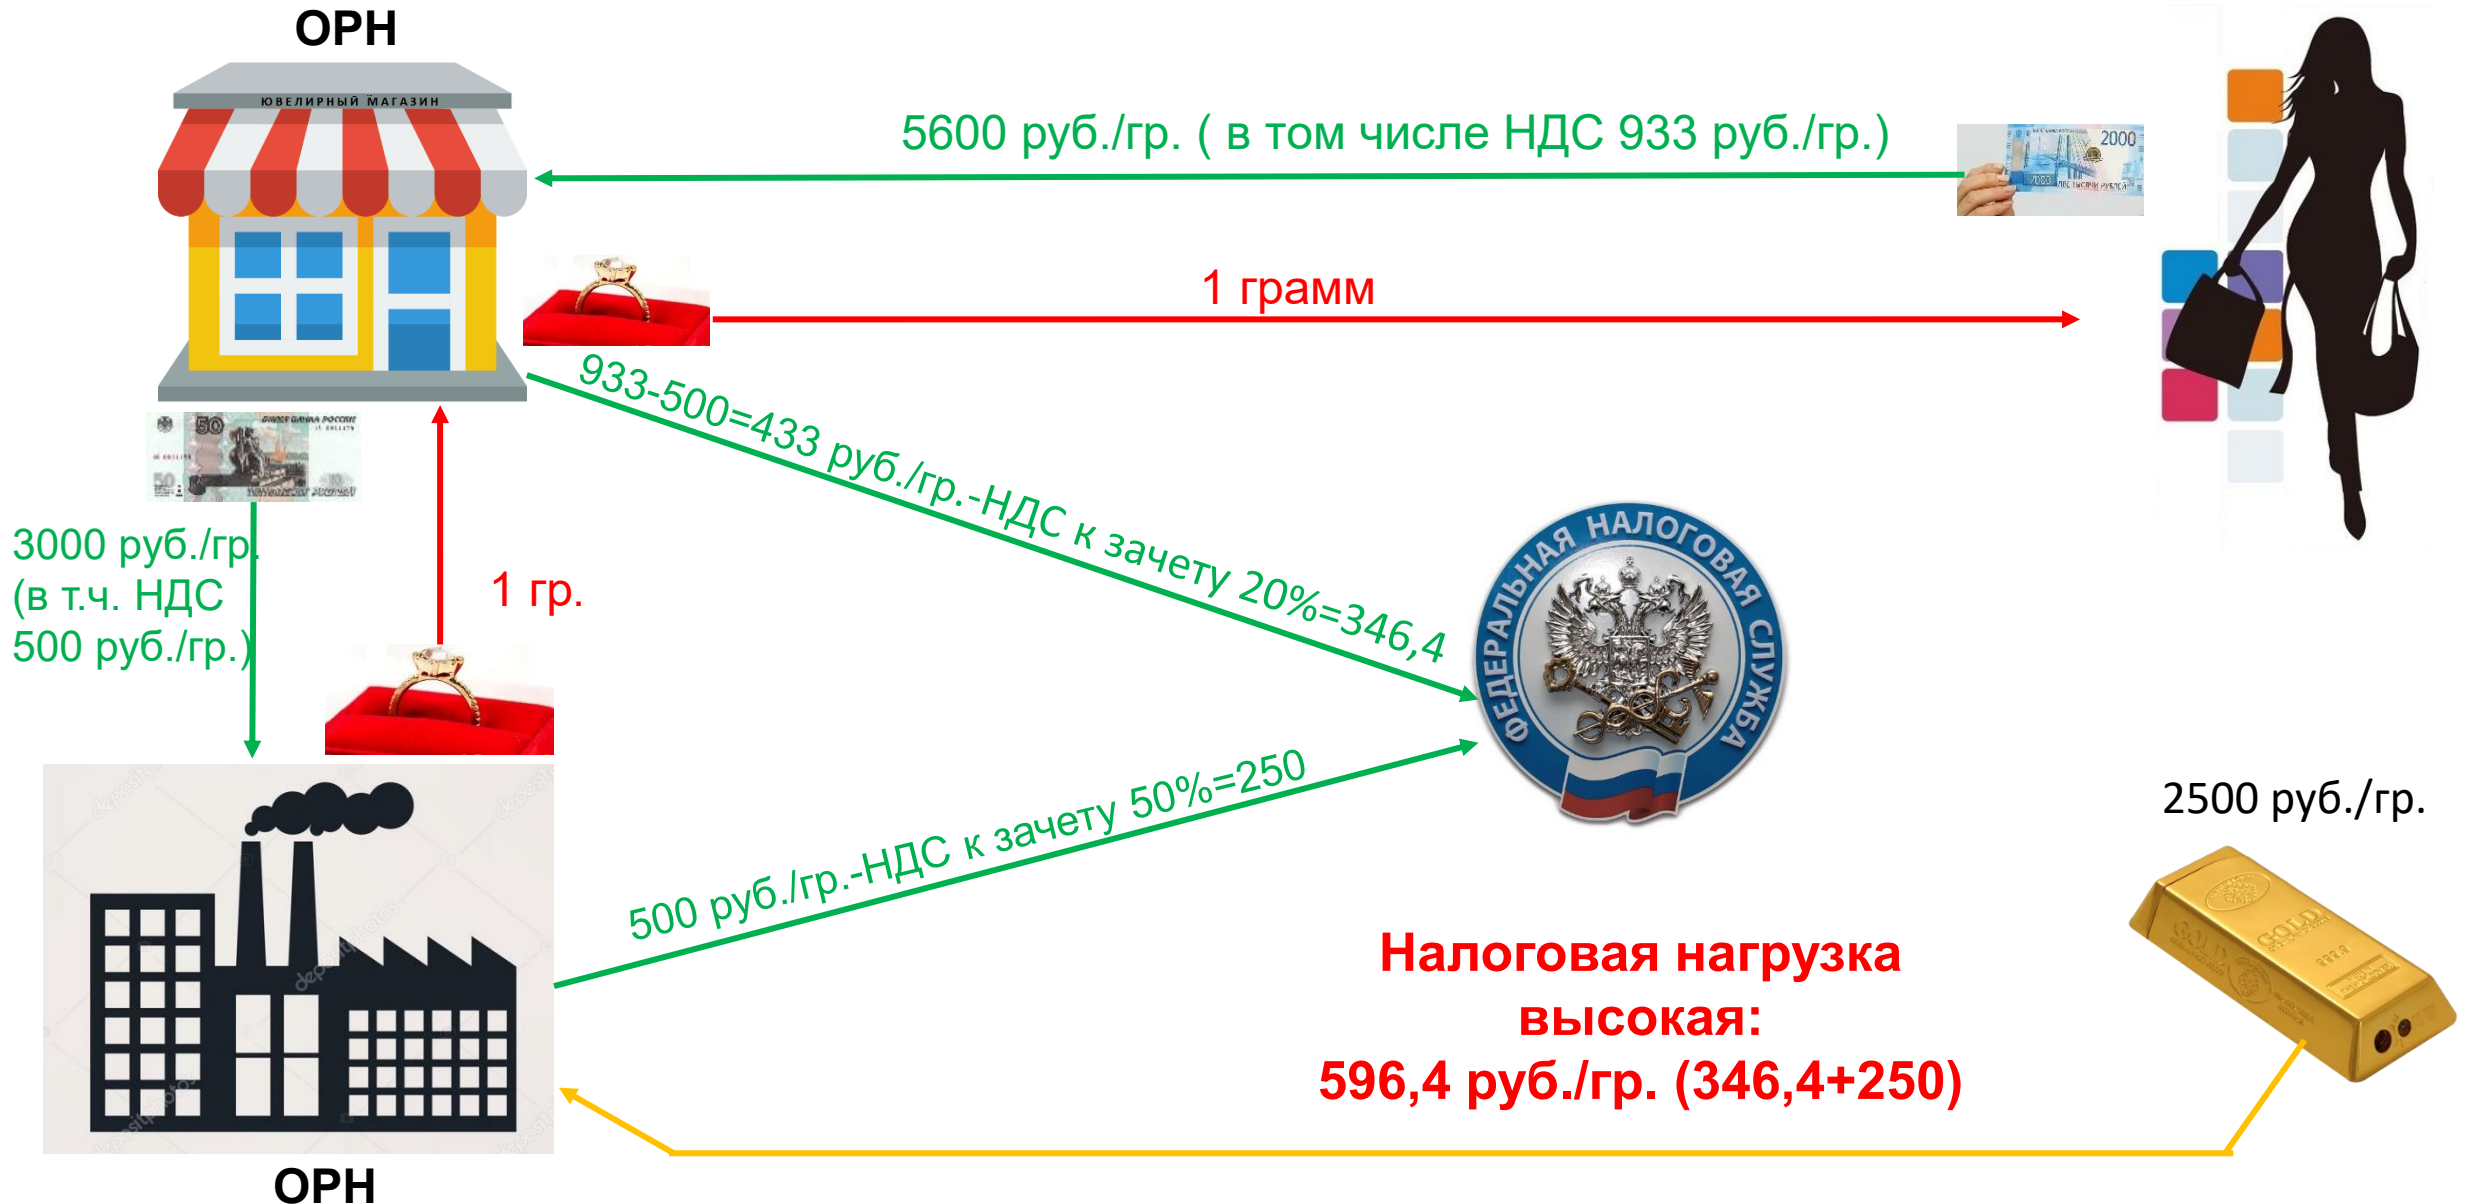 ОРН
ЮВЕЛИРНЫЙ МАГАЗИН
5600 руб./гр. ( в том числе НДС 933 руб./гр.)
2000
1 грамм
933-500=433 руб./гр.-НДС к зачету 20%=346,4
50
3000 руб./гр.
(в т.ч. НДС
500 руб./гр.)
1 гр.
ФЕДЕРАЛЬНАЯ НАЛОГОВАЯ СЛУЖБА
500 руб./гр.-НДС к зачету 50%=250
2500 руб./гр.
GOLD
GOLD
Налоговая нагрузка
высокая:
596,4 руб./гр. (346,4+250)
depositphotos
ОРН